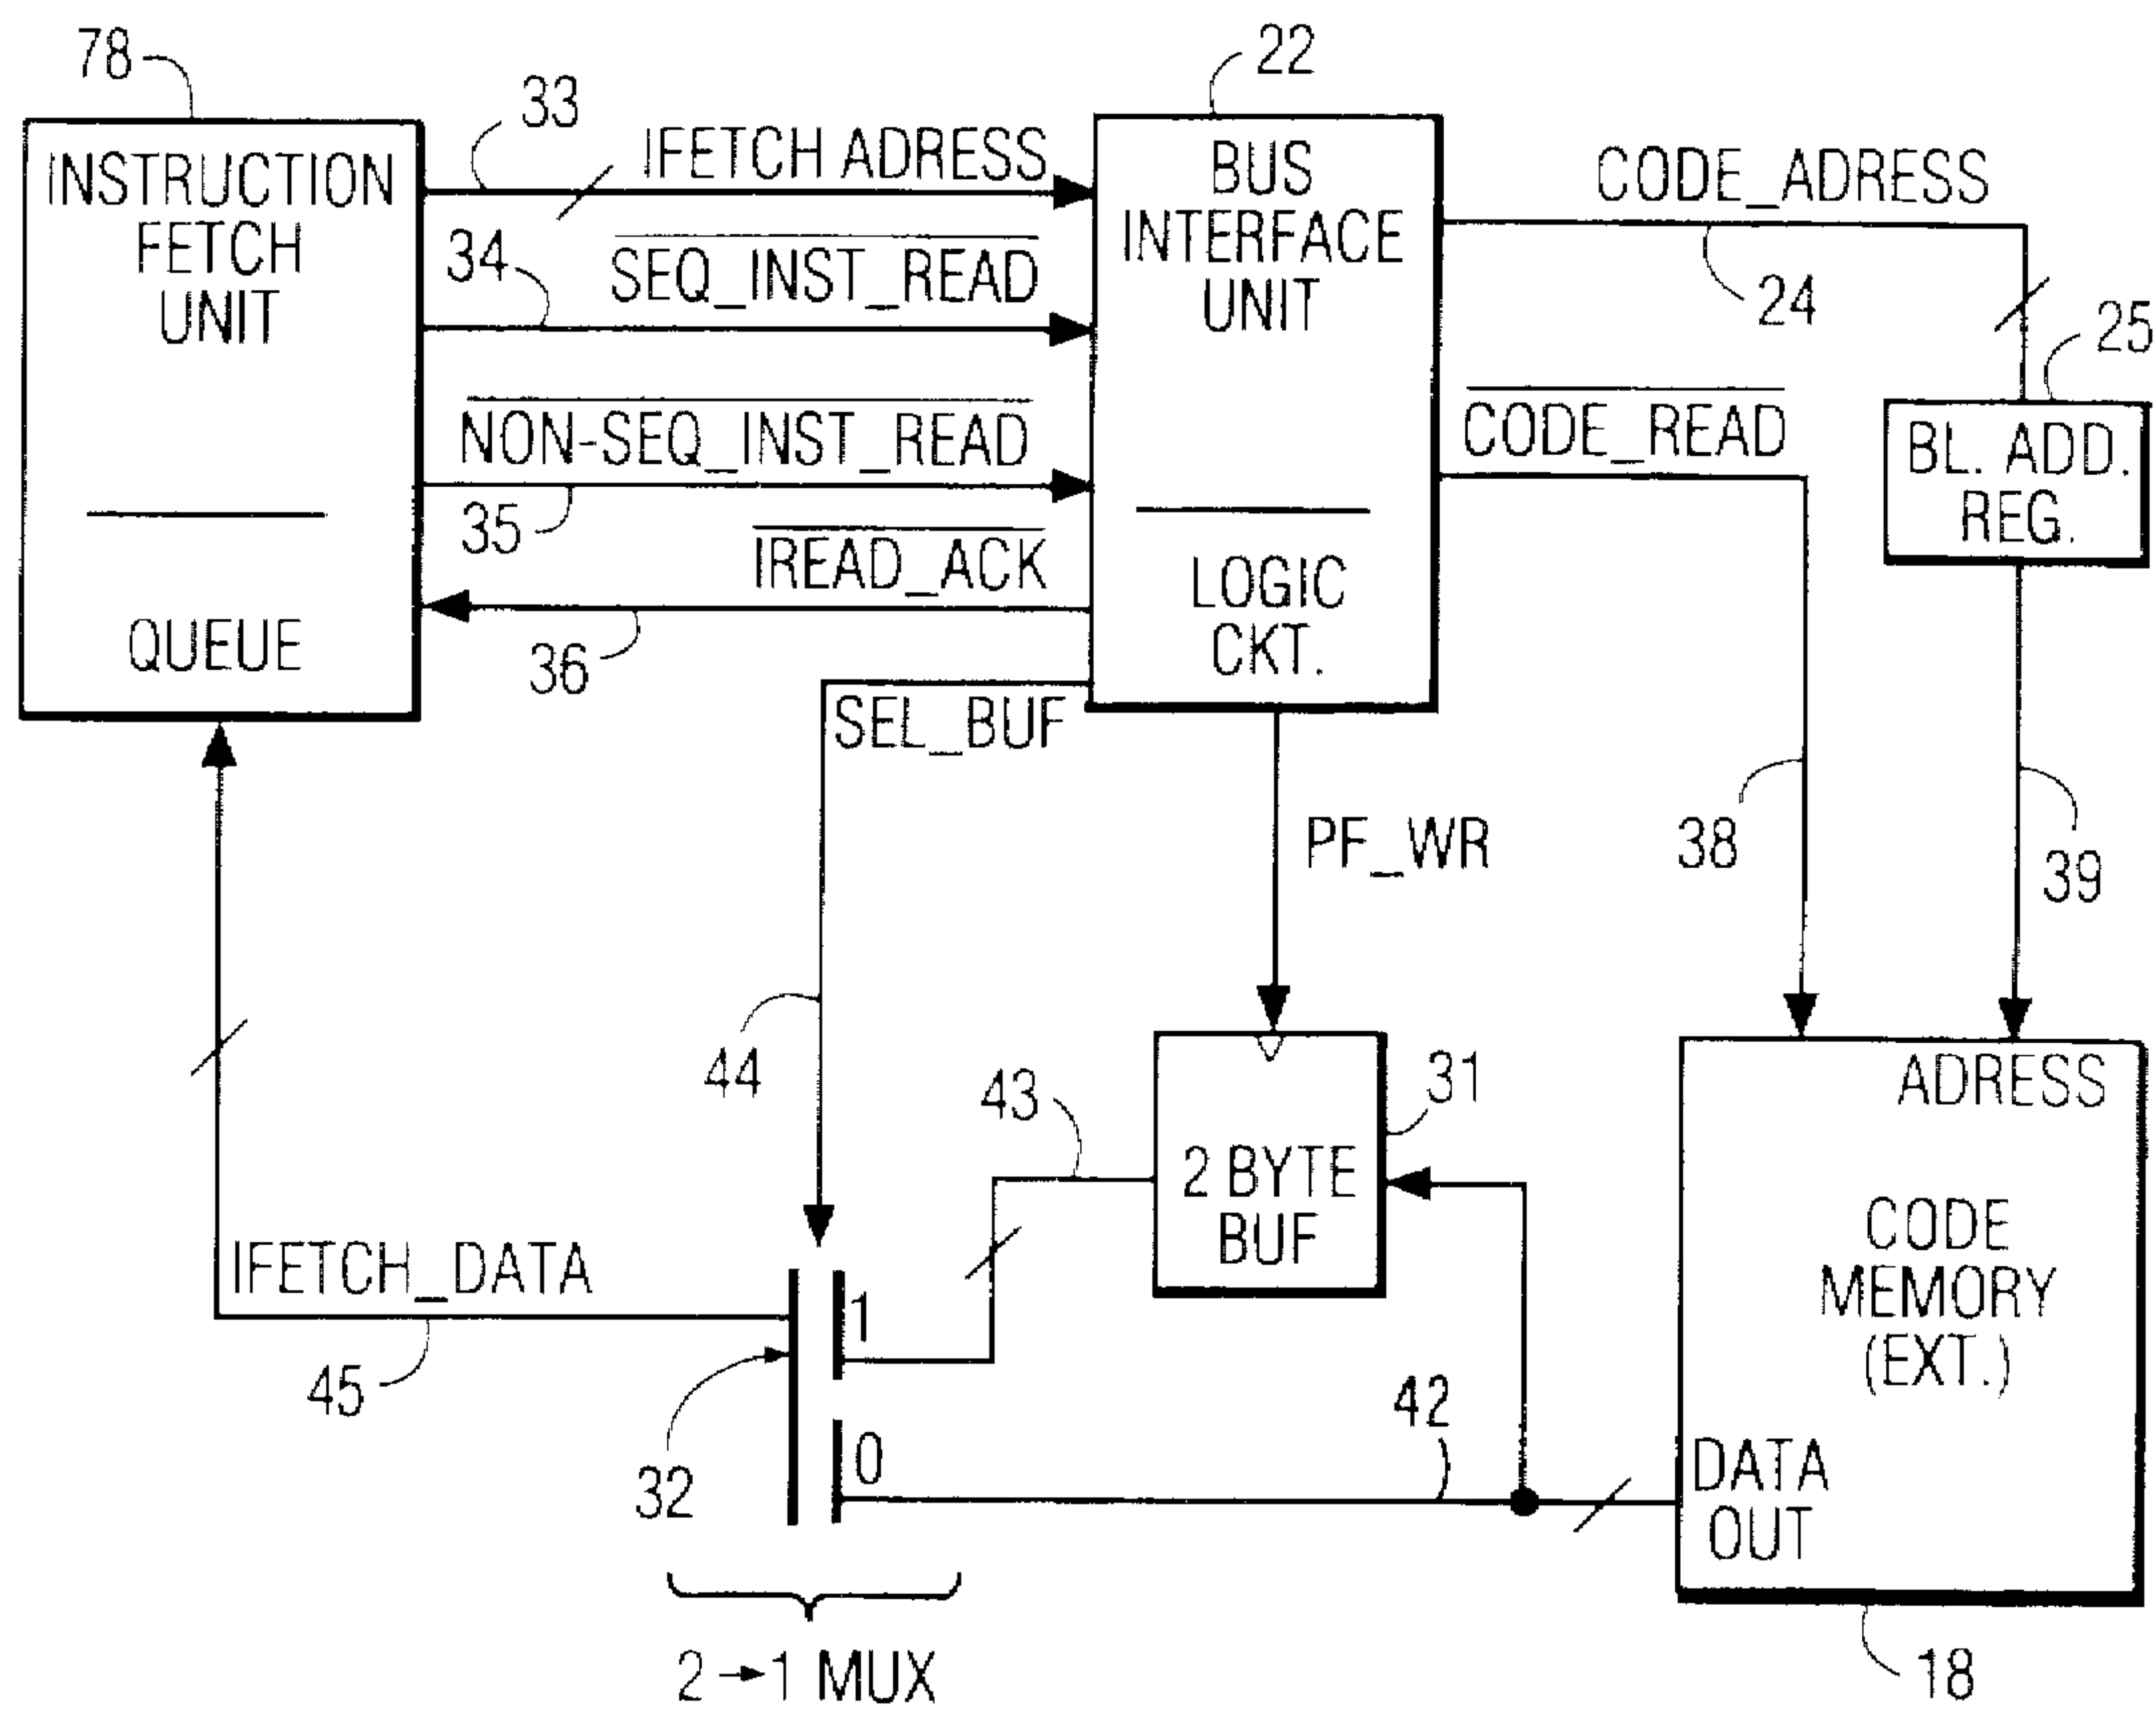 78
INSTRUCTION
FETCH
UNIT
QUEUE
33
IFETCH ADRESS
34
SEQ_INST_READ
NON-SEQ_INST_READ
35
IREAD_ACK
36
22
BUS
INTERFACE
UNIT
LOGIC
CKT.
CODE_ADRESS
24
25
BL. ADD.
REG.
CODE_READ
SEL_BUF
PF_WR
38
39
44
43
31
2 BYTE
BUF
ADRESS
CODE
MEMORY
(EXT.)
DATA
OUT
18
IFETCH_DATA
45
1
0
32
42
2→1 MUX